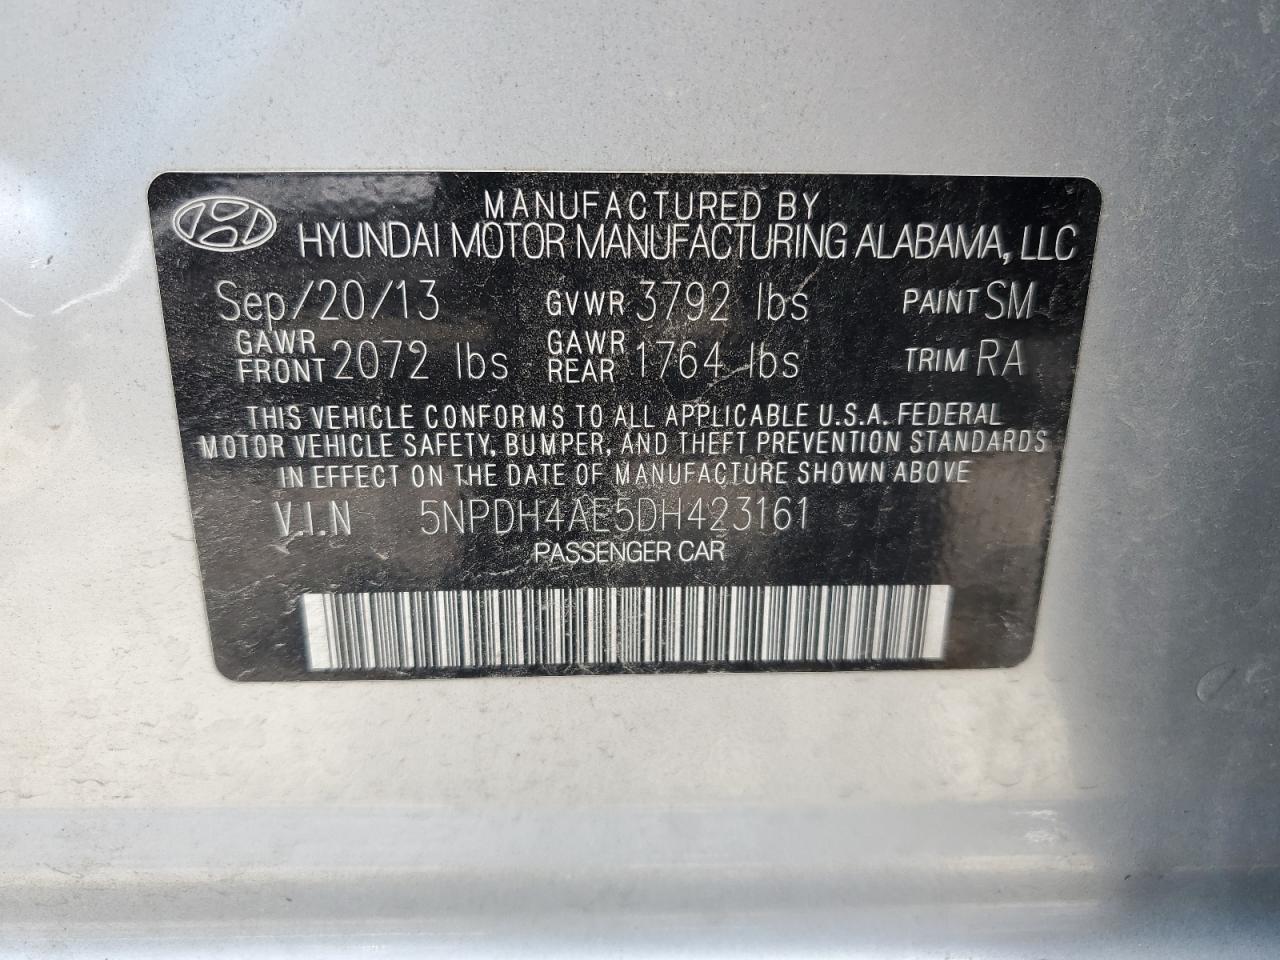 MANUFACTURED BY
HYUNDAI MOTOR MANUFACTURING ALABAMA, LLC
Sep/20/13 GVWR 3792 lbs PAINT SM
GAWR FRONT 2072 lbs GAWR REAR 1764 lbs TRIM RA
THIS VEHICLE CONFORMS TO ALL APPLICABLE U.S.A. FEDERAL
MOTOR VEHICLE SAFETY, BUMPER, AND THEFT PREVENTION STANDARDS
IN EFFECT ON THE DATE OF MANUFACTURE SHOWN ABOVE
V.I.N 5NPDH4AE5DH423161
PASSENGER CAR